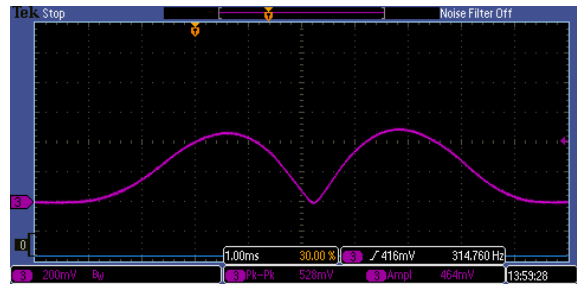 Tek Stop Noise Filter Off
T T
3
0
1.00ms 30.00 % 3 ∫ 416mV 314.760 Hz
3 200mV BW 3 Pk-Pk 528mV 3 Ampl 464mV 13:59:28